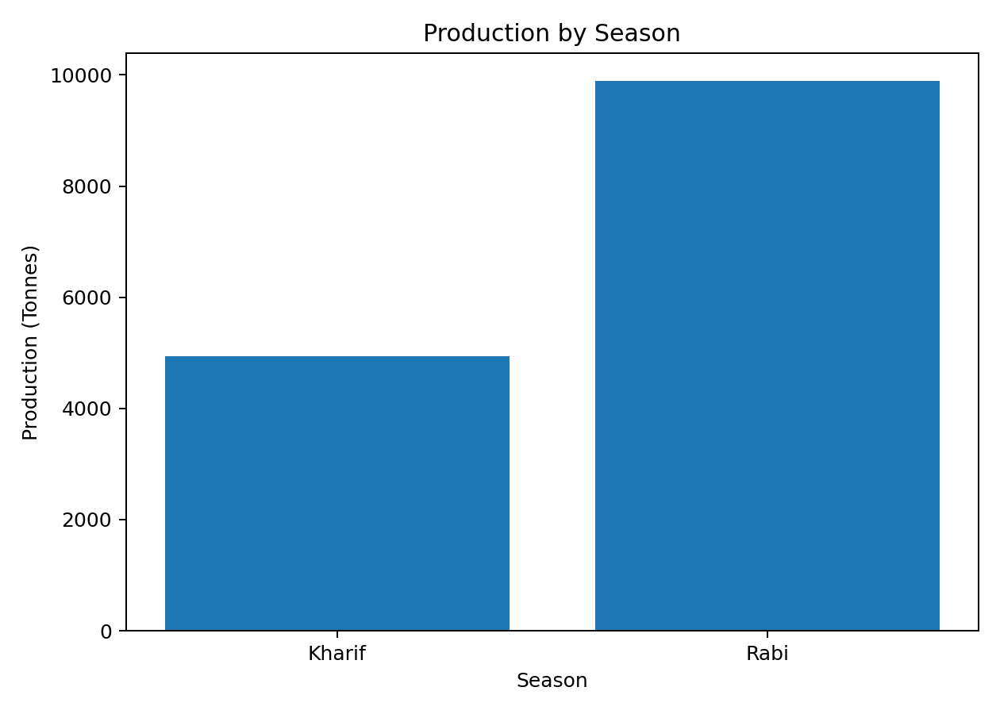 Production by Season
Production (Tonnes)
10000
8000
6000
4000
2000
0
Kharif
Rabi
Season